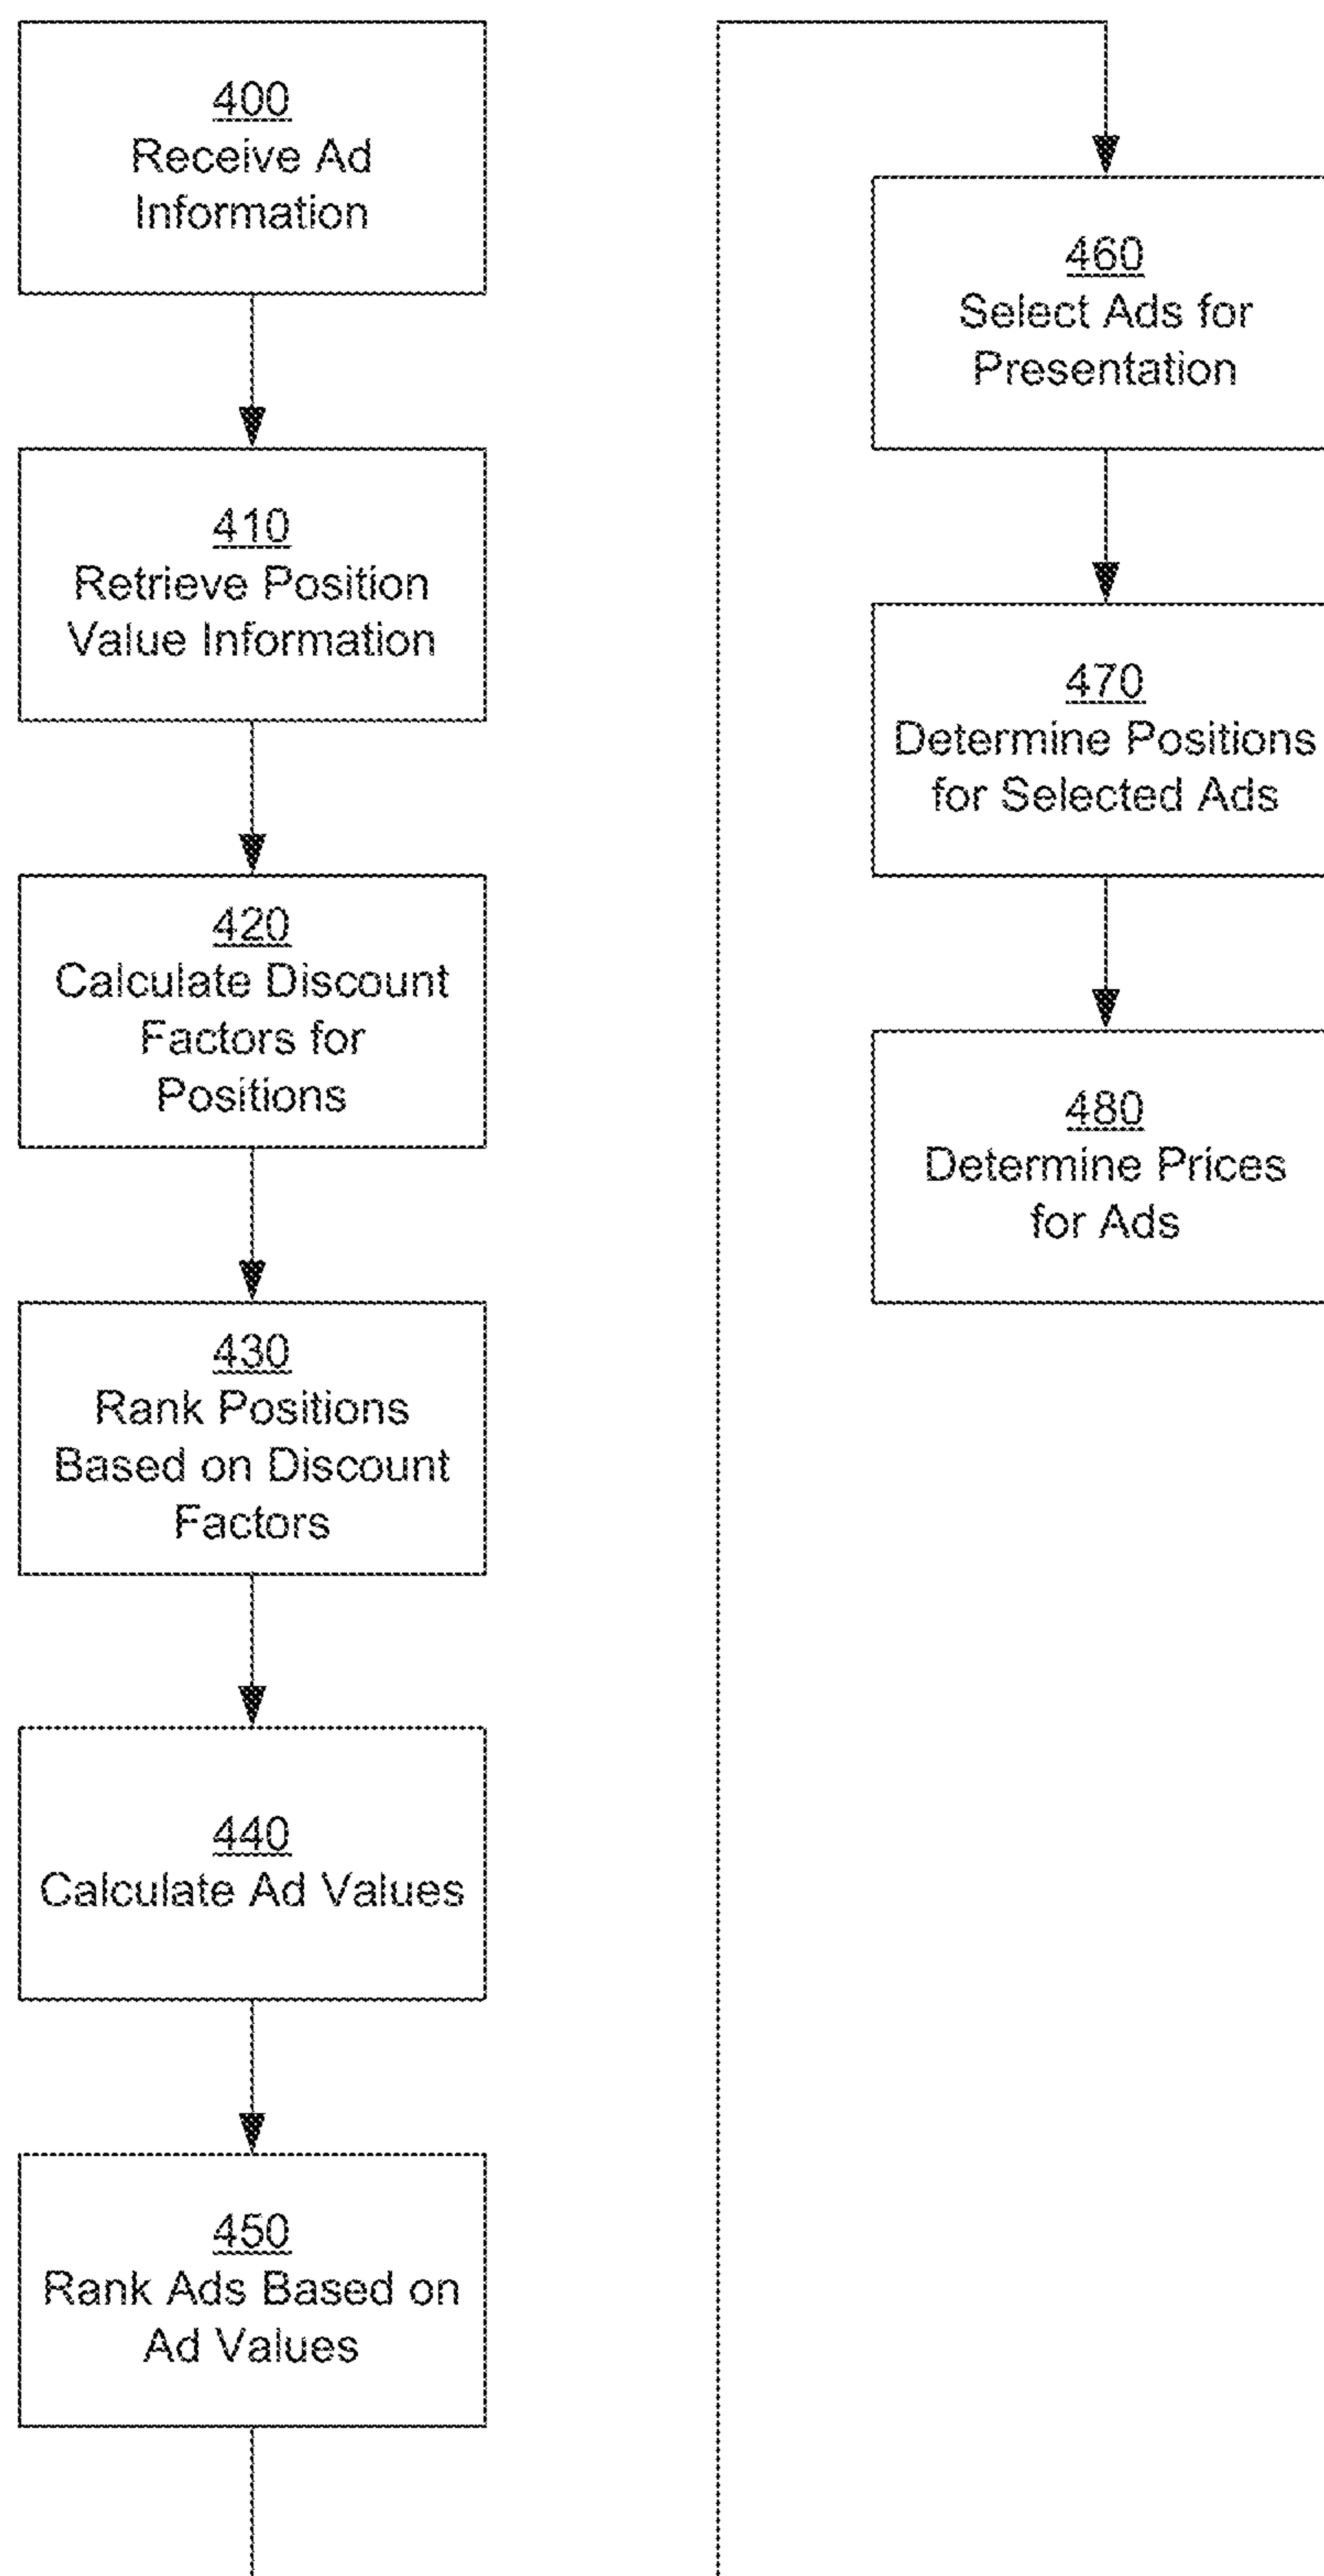 400
Receive Ad
Information
410
Retrieve Position
Value Information
420
Calculate Discount
Factors for
Positions
430
Rank Positions
Based on Discount
Factors
440
Calculate Ad Values
450
Rank Ads Based on
Ad Values
460
Select Ads for
Presentation
470
Determine Positions
for Selected Ads
480
Determine Prices
for Ads